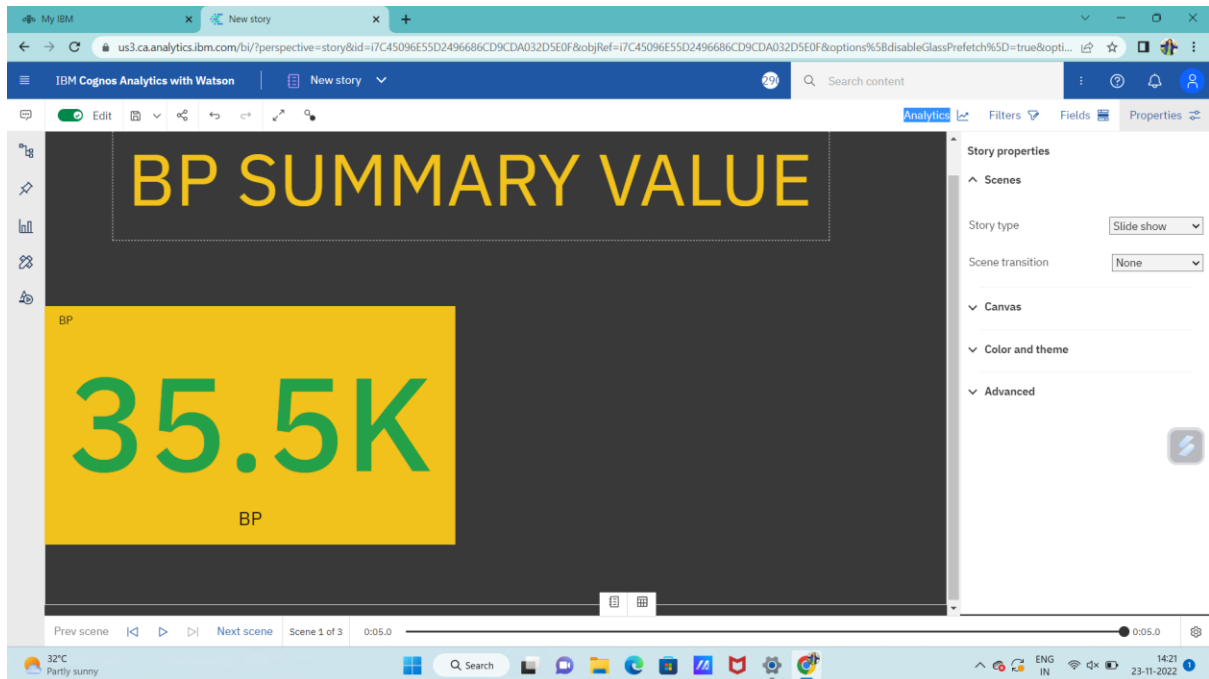 My IBM
New story
us3.ca.analytics.ibm.com/bi/?perspective=story&id=i7C45096E55D2496686CD9CDA032D5E0F&objRef=i7C45096E55D2496686CD9CDA032D5E0F&options%5BdisableGlassPrefetch%5D=true&opti...
IBM Cognos Analytics with Watson
New story
290
Search content
Edit
Analytics
Filters
Fields
Properties
BP SUMMARY VALUE
BP
35.5K
BP
Story properties
Scenes
Story type
Slide show
Scene transition
None
Canvas
Color and theme
Advanced
Prev scene
Next scene
Scene 1 of 3
0:05.0
0:05.0
32°C
Partly sunny
Search
ENG
IN
14:21
23-11-2022
1